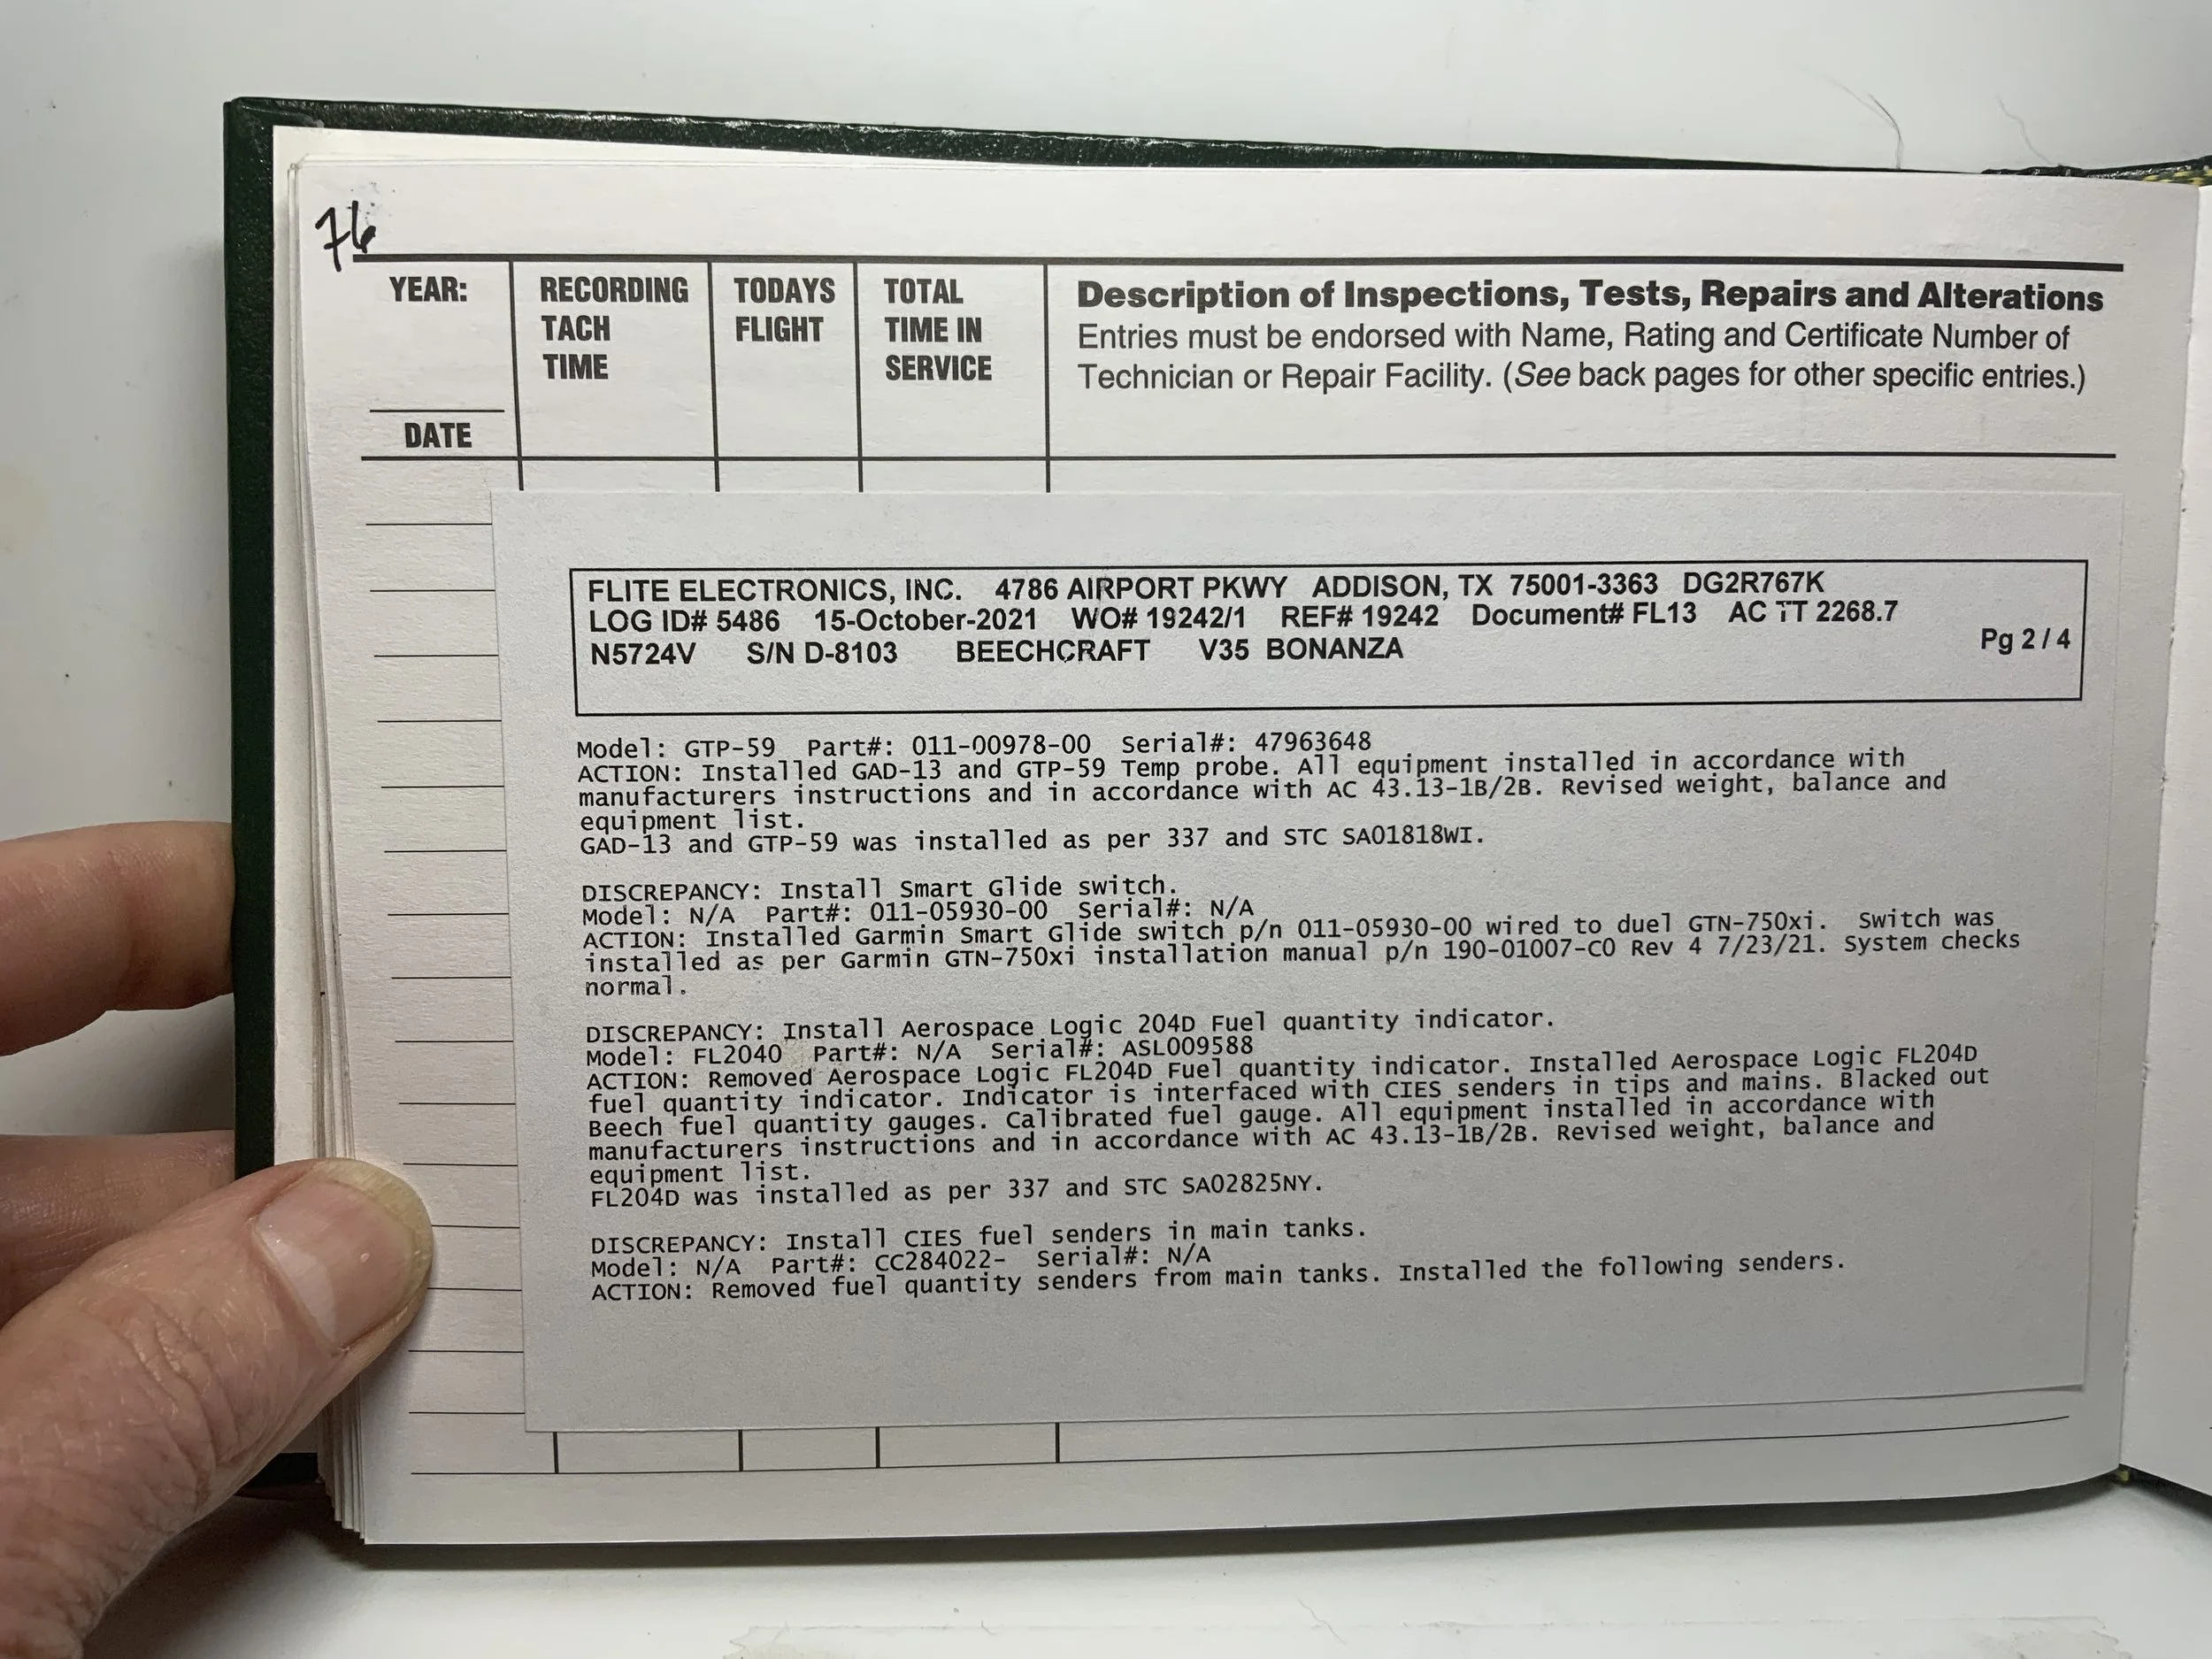 76
YEAR:
DATE
RECORDING
TACH
TIME
TODAYS
FLIGHT
TOTAL
TIME IN
SERVICE
Description of Inspections, Tests, Repairs and Alterations
Entries must be endorsed with Name, Rating and Certificate Number of
Technician or Repair Facility. (See back pages for other specific entries.)
FLITE ELECTRONICS, INC. 4786 AIRPORT PKWY ADDISON, TX 75001-3363 DG2R767K
LOG ID# 5486 15-October-2021 WO# 19242/1 REF# 19242 Document# FL13 AC TT 2268.7
N5724V S/N D-8103 BEECHCRAFT V35 BONANZA Pg 2 / 4
Model: GTP-59 Part#: 011-00978-00 Serial#: 47963648
ACTION: Installed GAD-13 and GTP-59 Temp probe. All equipment installed in accordance with
manufacturers instructions and in accordance with AC 43.13-1B/2B. Revised weight, balance and
equipment list.
GAD-13 and GTP-59 was installed as per 337 and STC SA01818WI.
DISCREPANCY: Install Smart Glide switch.
Model: N/A Part#: 011-05930-00 Serial#: N/A
ACTION: Installed Garmin Smart Glide switch p/n 011-05930-00 wired to duel GTN-750xi. Switch was
installed as per Garmin GTN-750xi installation manual p/n 190-01007-C0 Rev 4 7/23/21. System checks
normal.
DISCREPANCY: Install Aerospace Logic 204D Fuel quantity indicator.
Model: FL2040 Part#: N/A Serial#: ASL009588
ACTION: Removed Aerospace Logic FL204D Fuel quantity indicator. Installed Aerospace Logic FL204D
fuel quantity indicator. Indicator is interfaced with CIES senders in tips and mains. Blacked out
Beech fuel quantity gauges. Calibrated fuel gauge. All equipment installed in accordance with
manufacturers instructions and in accordance with AC 43.13-1B/2B. Revised weight, balance and
equipment list.
FL204D was installed as per 337 and STC SA02825NY.
DISCREPANCY: Install CIES fuel senders in main tanks.
Model: N/A Part#: CC284022- Serial#: N/A
ACTION: Removed fuel quantity senders from main tanks. Installed the following senders.